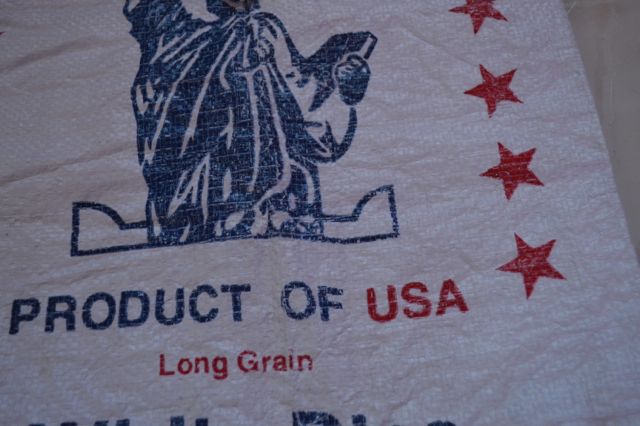 PRODUCT OF USA
Long Grain